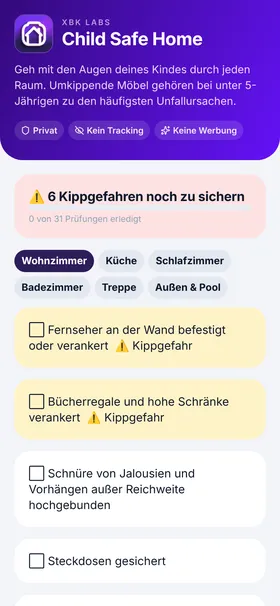 XBK LABS
Child Safe Home
Geh mit den Augen deines Kindes durch jeden
Raum. Umkippende Möbel gehören bei unter 5-
Jährigen zu den häufigsten Unfallursachen.
Privat
Kein Tracking
Keine Werbung
⚠️ 6 Kippgefahren noch zu sichern
0 von 31 Prüfungen erledigt
Wohnzimmer
Küche
Schlafzimmer
Badezimmer
Treppe
Außen & Pool
Fernseher an der Wand befestigt
oder verankert ⚠️ Kippgefahr
Bücherregale und hohe Schränke
verankert ⚠️ Kippgefahr
Schnüre von Jalousien und
Vorhängen außer Reichweite
hochgebunden
Steckdosen gesichert